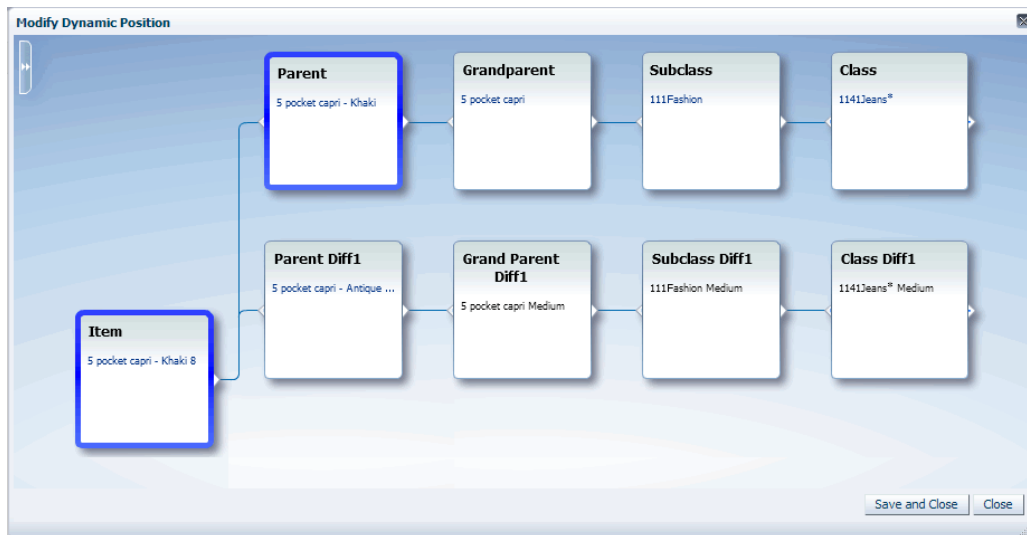 Modify Dynamic Position
Parent
5 pocket capri - Khaki
Grandparent
5 pocket capri
Subclass
111Fashion
Class
1141Jeans*
Parent Diff1
5 pocket capri - Antique ...
Grand Parent
Diff1
5 pocket capri Medium
Subclass Diff1
111Fashion Medium
Class Diff1
1141Jeans* Medium
Item
5 pocket capri - Khaki 8
Save and Close
Close